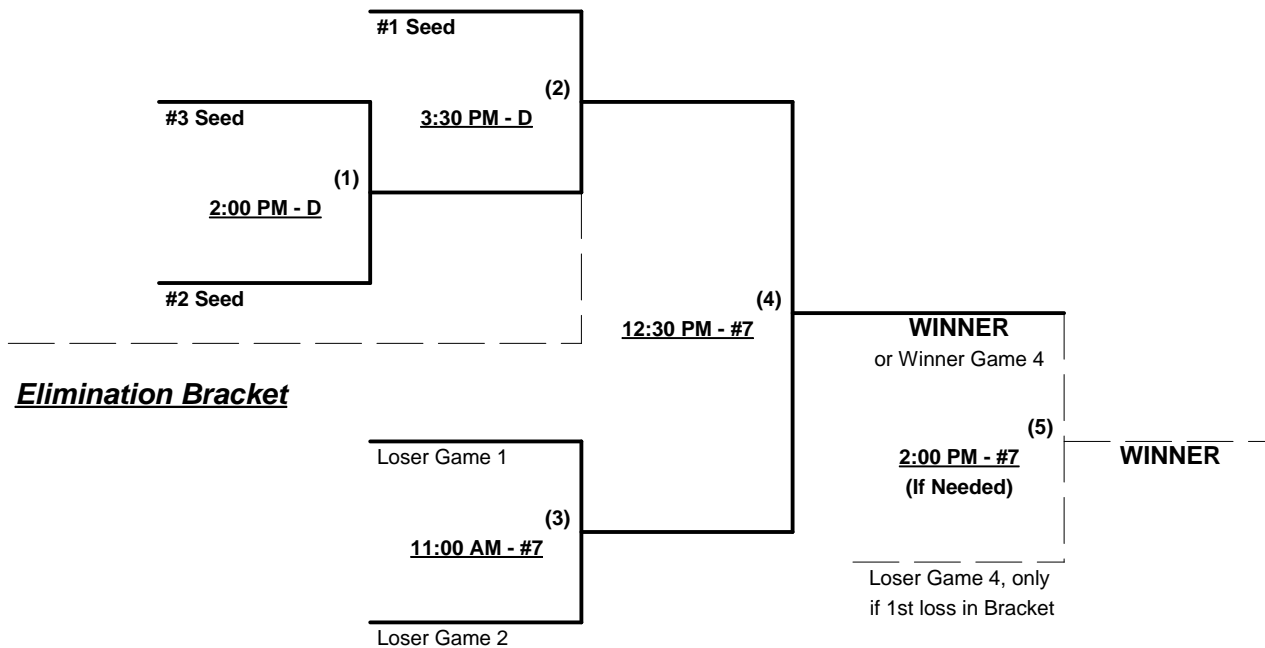 #1 Seed
(2)
#3 Seed
3:30 PM - D
(1)
2:00 PM - D
#2 Seed
(4)
12:30 PM - #7
WINNER
or Winner Game 4
Elimination Bracket
(5)
Loser Game 1
2:00 PM - #7
WINNER
(If Needed)
(3)
11:00 AM - #7
Loser Game 4, only
if 1st loss in Bracket
Loser Game 2